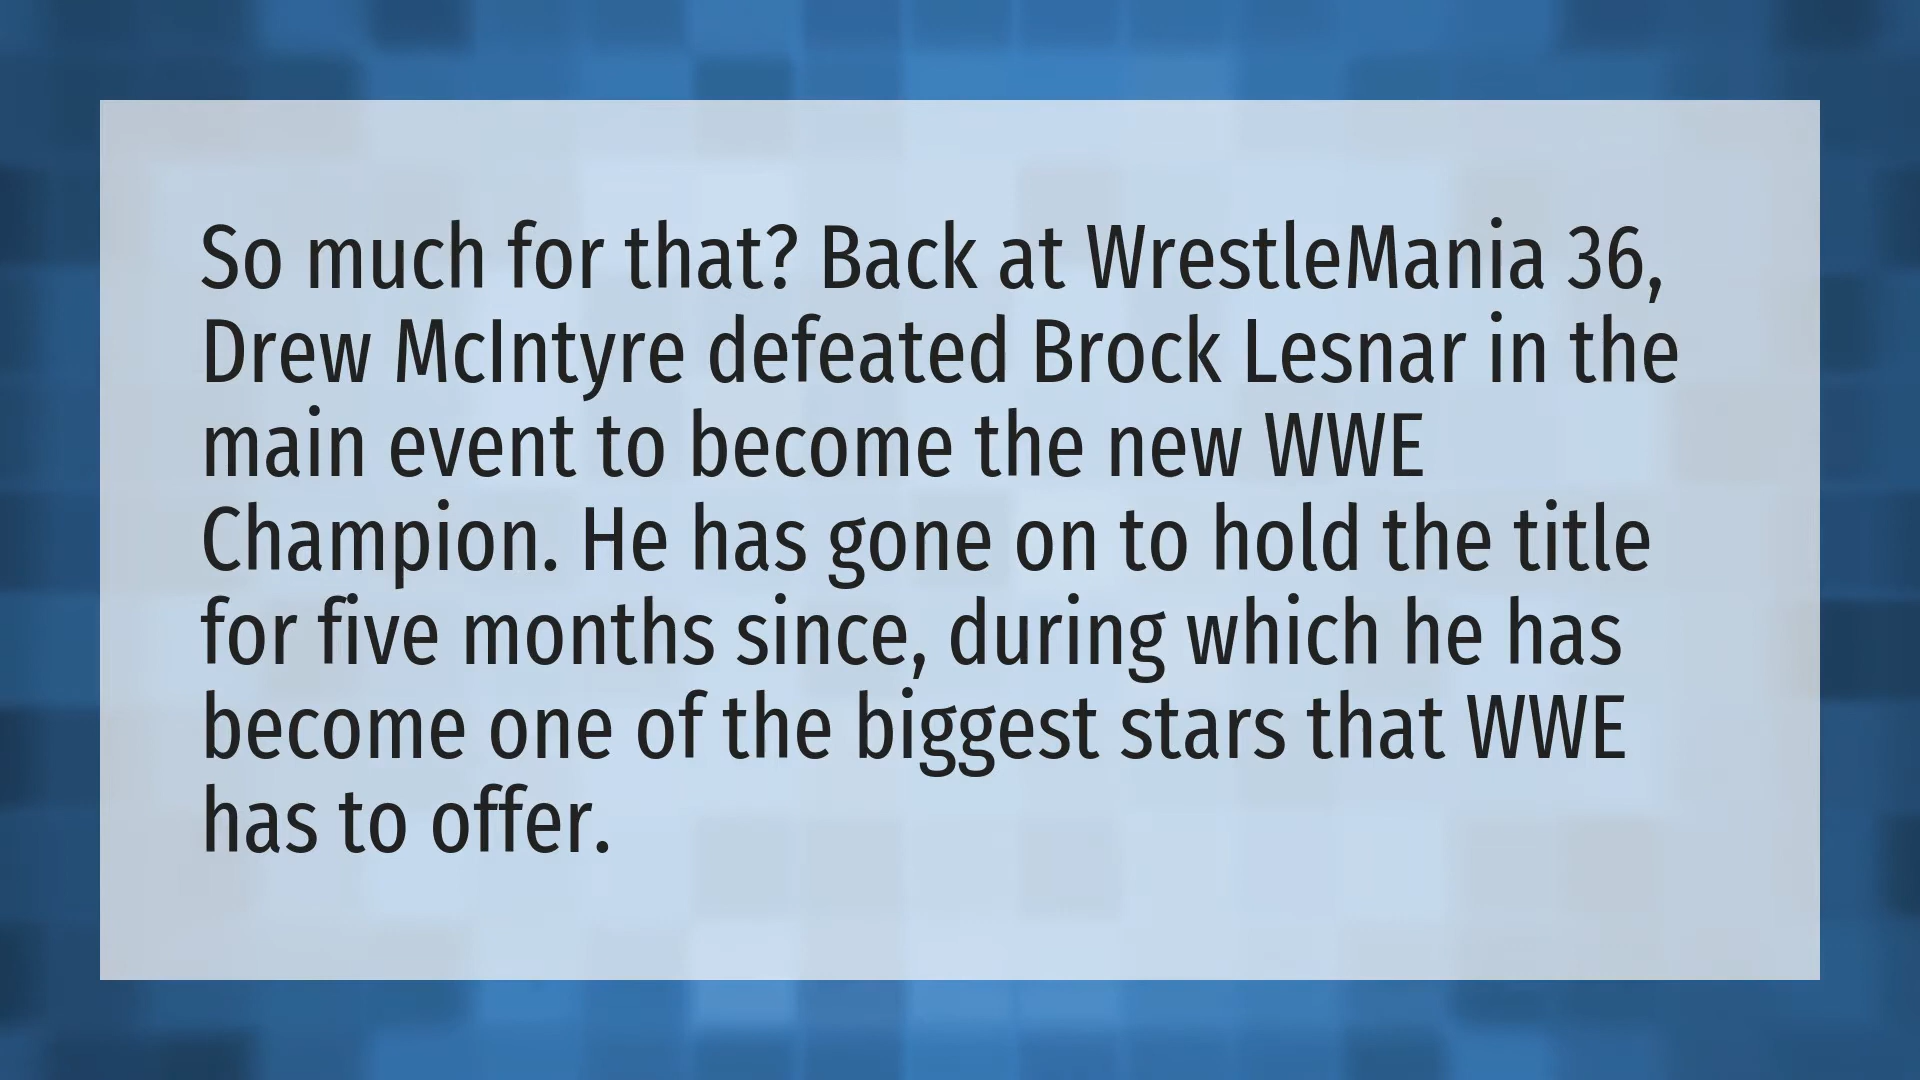 So much for that? Back at WrestleMania 36,
Drew McIntyre defeated Brock Lesnar in the
main event to become the new WWE
Champion. He has gone on to hold the title
for five months since, during which he has
become one of the biggest stars that WWE
has to offer.